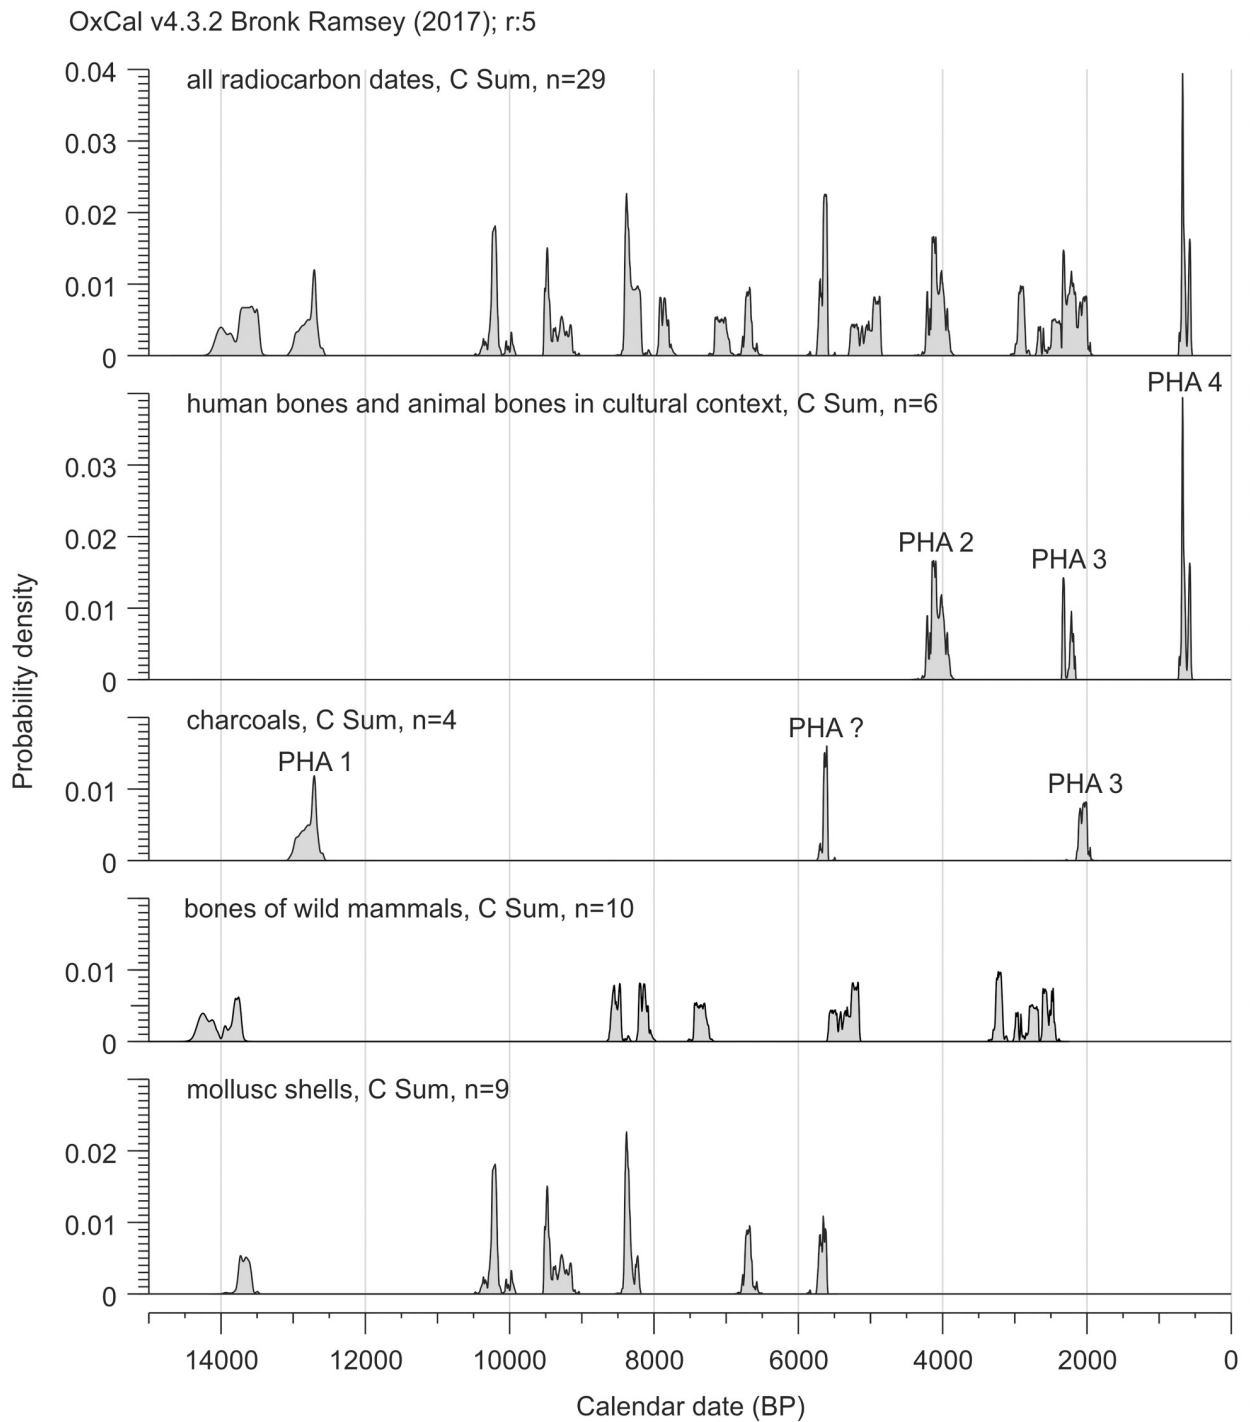 OxCal v4.3.2 Bronk Ramsey (2017); r:5
all radiocarbon dates, C Sum, n=29
0.04
0.03
0.02
0.01
0
PHA 4
human bones and animal bones in cultural context, C Sum, n=6
0.03
0.02
0.01
0
PHA 2
PHA 3
charcoals, C Sum, n=4
PHA 1
PHA ?
PHA 3
0.01
0
bones of wild mammals, C Sum, n=10
0.01
0
mollusc shells, C Sum, n=9
0.02
0.01
0
Probability density
14000 12000 10000 8000 6000 4000 2000 0
Calendar date (BP)